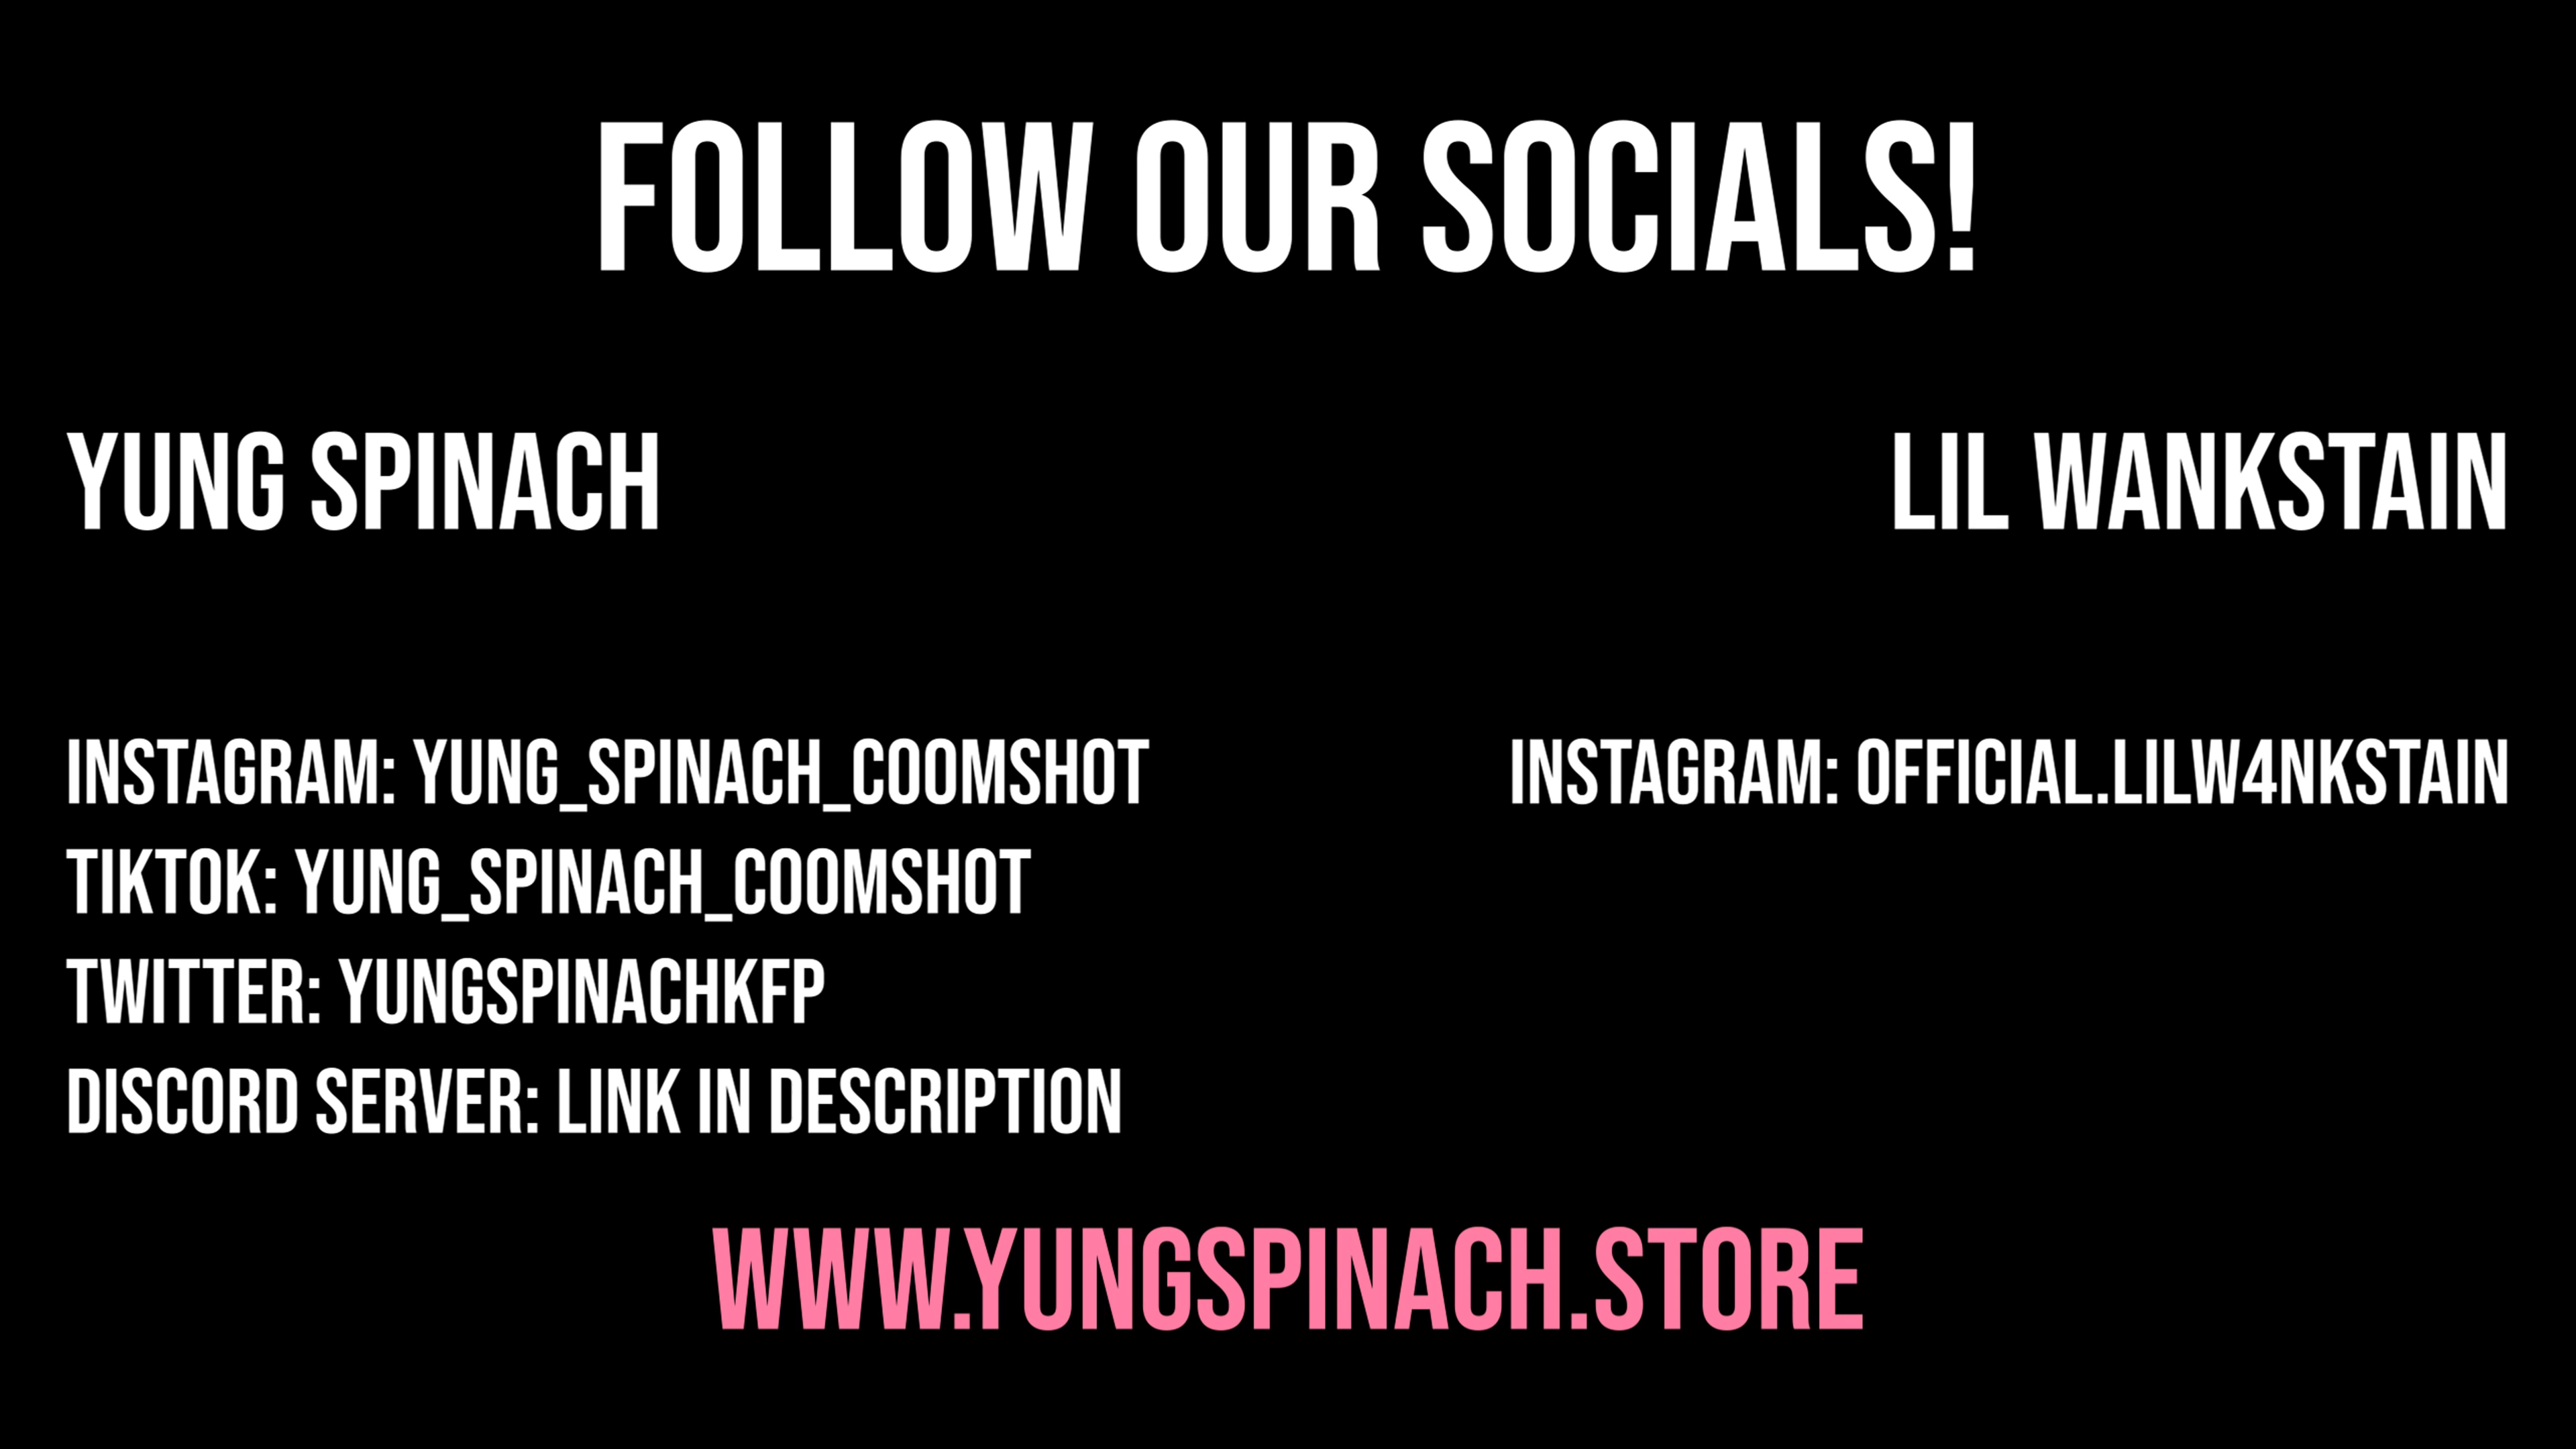 FOLLOW OUR SOCIALS!
YUNG SPINACH
LIL WANKSTAIN
INSTAGRAM: YUNG_SPINACH_COOMSHOT
INSTAGRAM: OFFICIAL.LILW4NKSTAIN
TIKTOK: YUNG_SPINACH_COOMSHOT
TWITTER: YUNGSPINACHKFP
DISCORD SERVER: LINK IN DESCRIPTION
WWW.YUNGSPINACH.STORE